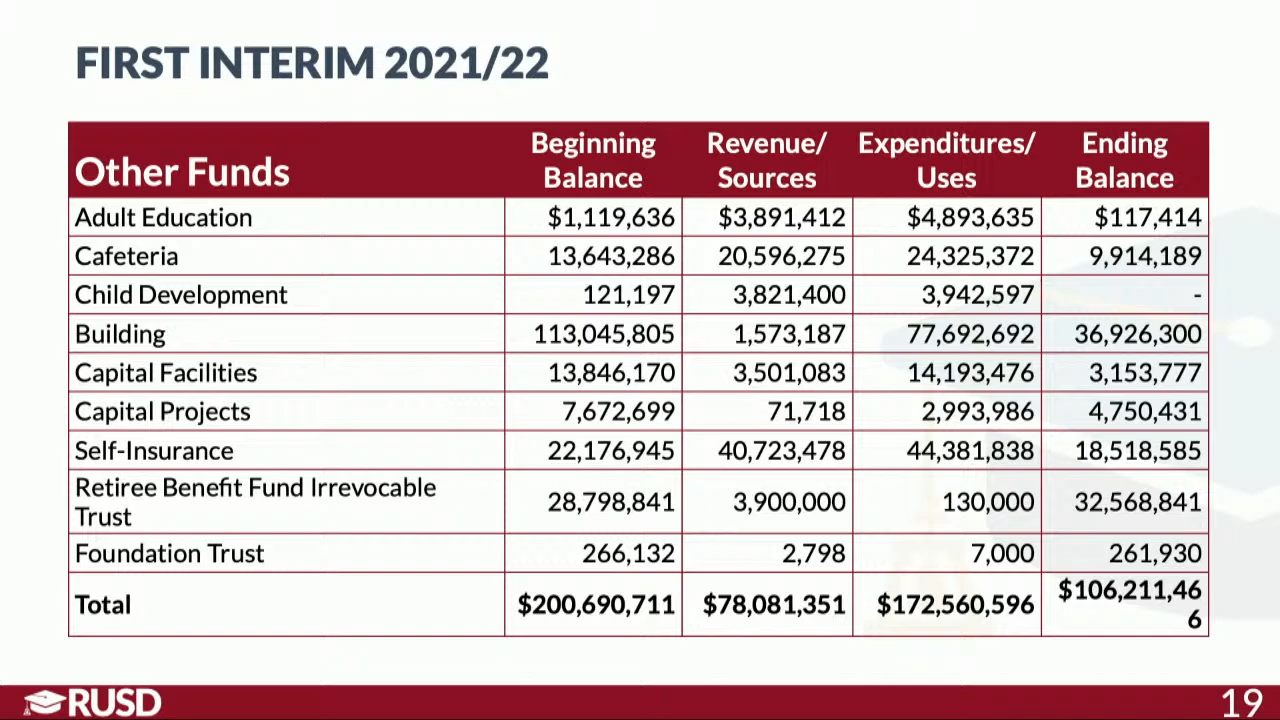 FIRST INTERIM 2021/22
Other Funds Beginning Balance Revenue/ Sources Expenditures/ Uses Ending Balance
Adult Education $1,119,636 $3,891,412 $4,893,635 $117,414
Cafeteria 13,643,286 20,596,275 24,325,372 9,914,189
Child Development 121,197 3,821,400 3,942,597 -
Building 113,045,805 1,573,187 77,692,692 36,926,300
Capital Facilities 13,846,170 3,501,083 14,193,476 3,153,777
Capital Projects 7,672,699 71,718 2,993,986 4,750,431
Self-Insurance 22,176,945 40,723,478 44,381,838 18,518,585
Retiree Benefit Fund Irrevocable Trust 28,798,841 3,900,000 130,000 32,568,841
Foundation Trust 266,132 2,798 7,000 261,930
Total $200,690,711 $78,081,351 $172,560,596 $106,211,466
RUSD 19